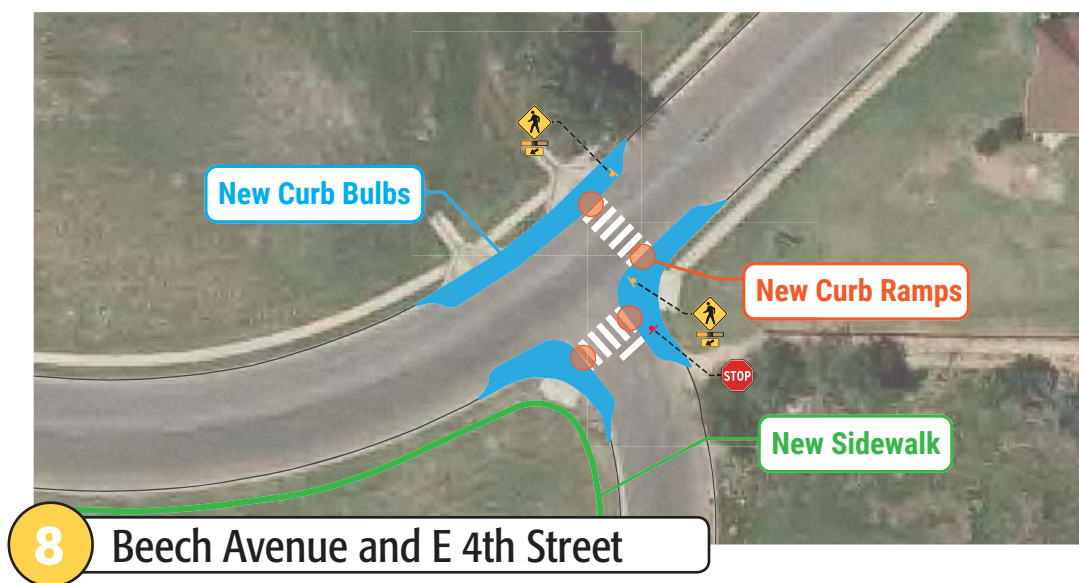 New Curb Bulbs
New Curb Ramps
STOP
New Sidewalk
8 Beech Avenue and E 4th Street